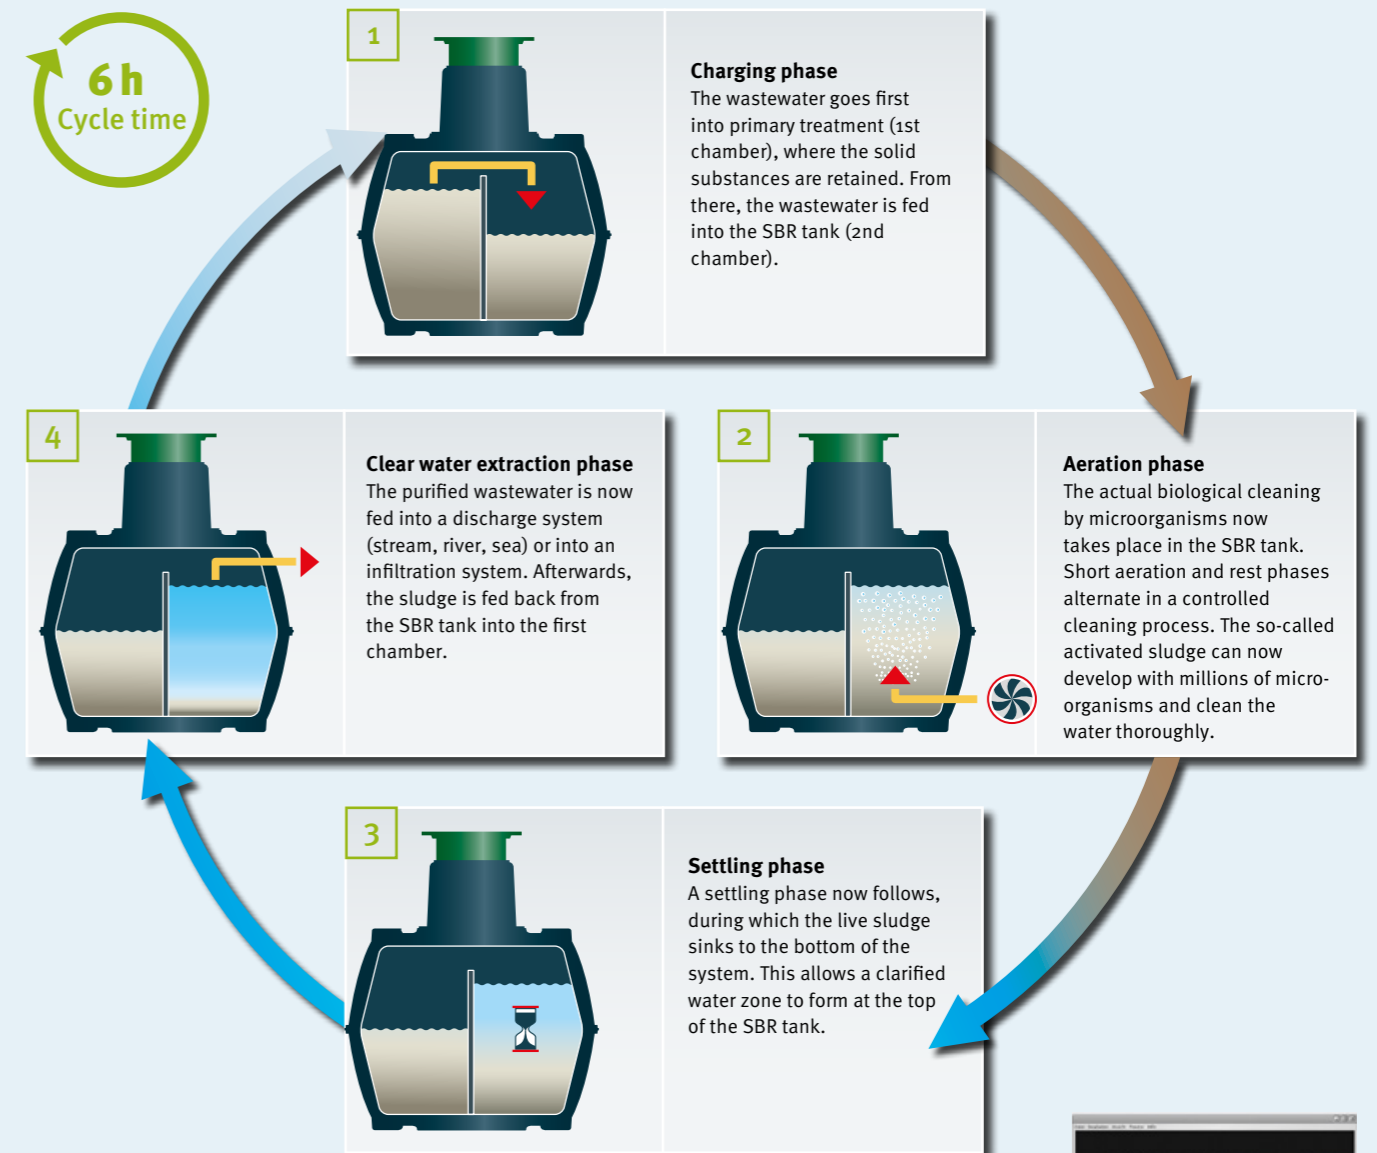 6 h
Cycle time
1
Charging phase
The wastewater goes first
into primary treatment (1st
chamber), where the solid
substances are retained. From
there, the wastewater is fed
into the SBR tank (2nd
chamber).
2
Aeration phase
The actual biological cleaning
by microorganisms now
takes place in the SBR tank.
Short aeration and rest phases
alternate in a controlled
cleaning process. The so-called
activated sludge can now
develop with millions of micro-
organisms and clean the
water thoroughly.
3
Settling phase
A settling phase now follows,
during which the live sludge
sinks to the bottom of the
system. This allows a clarified
water zone to form at the top
of the SBR tank.
4
Clear water extraction phase
The purified wastewater is now
fed into a discharge system
(stream, river, sea) or into an
infiltration system. Afterwards,
the sludge is fed back from
the SBR tank into the first
chamber.